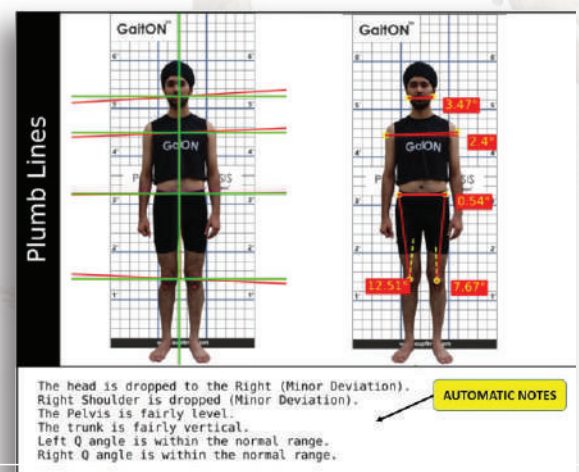 Plumb Lines
GaitON™
GaitON
3.47°
2.4°
0.54°
12.51°
7.67°
GaitON™
GaitON
The head is dropped to the Right (Minor Deviation).
Right Shoulder is dropped (Minor Deviation).
The Pelvis is fairly level.
The trunk is fairly vertical.
Left Q angle is within the normal range.
Right Q angle is within the normal range.
AUTOMATIC NOTES